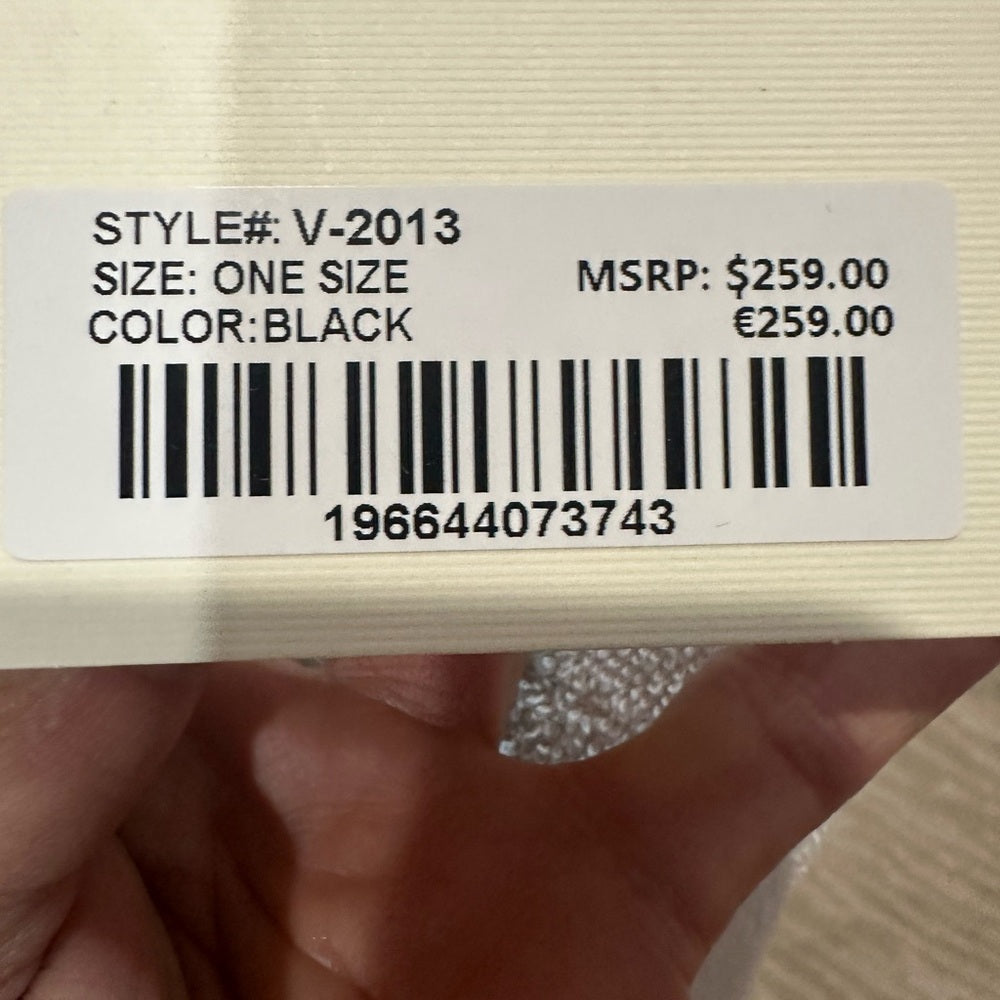 STYLE#: V-2013
SIZE: ONE SIZE
MSRP: $259.00
COLOR:BLACK
€259.00
196644073743